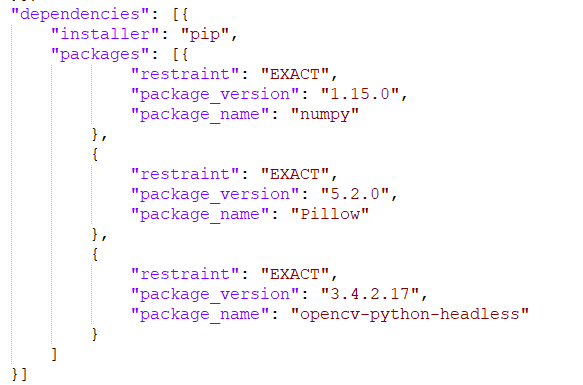 "dependencies": [{
"installer": "pip",
"packages": [{
"restraint": "EXACT",
"package_version": "1.15.0",
"package_name": "numpy"
},
{
"restraint": "EXACT",
"package_version": "5.2.0",
"package_name": "Pillow"
},
{
"restraint": "EXACT",
"package_version": "3.4.2.17",
"package_name": "opencv-python-headless"
}
]
}]